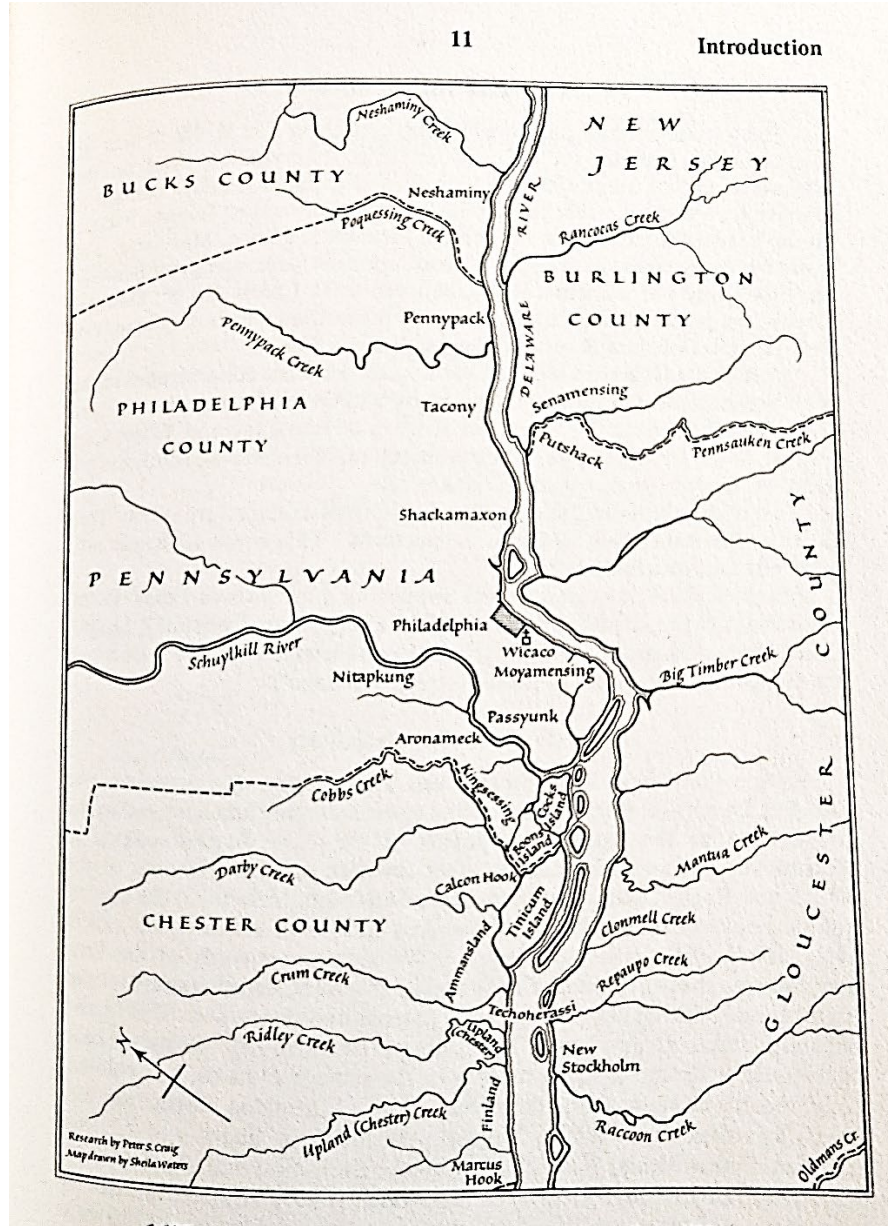 11
Introduction
Neshaminy Creek
NEW
JERSEY
BUCKS COUNTY
Neshaminy
RIVER
Poquessing Creek
Rancocas Creek
BURLINGTON
COUNTY
Pennypack
DELAWARE
Pennypack Creek
PHILADELPHIA
COUNTY
Tacony
Senamensing
Putshack
Pennsauken Creek
Shackamaxon
COUNTY
PENNSYLVANIA
Philadelphia
Wicaco
Schuylkill River
Moyamensing
Big Timber Creek
Nitapkung
Passyunk
Aronameck
Cobbs Creek
Kingsessing
Cocks
Island
Boons
Island
Mantua Creek
Darby Creek
Calcon Hook
GLOUCESTER
CHESTER COUNTY
Tinicum
Island
Clonmell Creek
Ammansland
Repaupo Creek
Crum Creek
Techoherassi
Upland
(Chester)
Ridley Creek
New
Stockholm
Finland
N
Upland (Chester) Creek
Raccoon Creek
Research by Peter S. Craig
Map drawn by Sheila Waters
Marcus
Hook
Oldmans Cr.